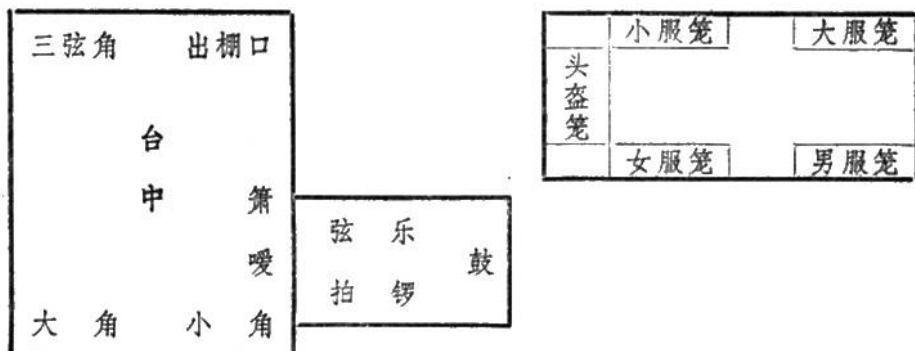 三弦角 出棚口
台中
箫
嗳
大角 小角
弦 乐
拍 锣
鼓
小服笼 大服笼
头盔笼
女服笼 男服笼